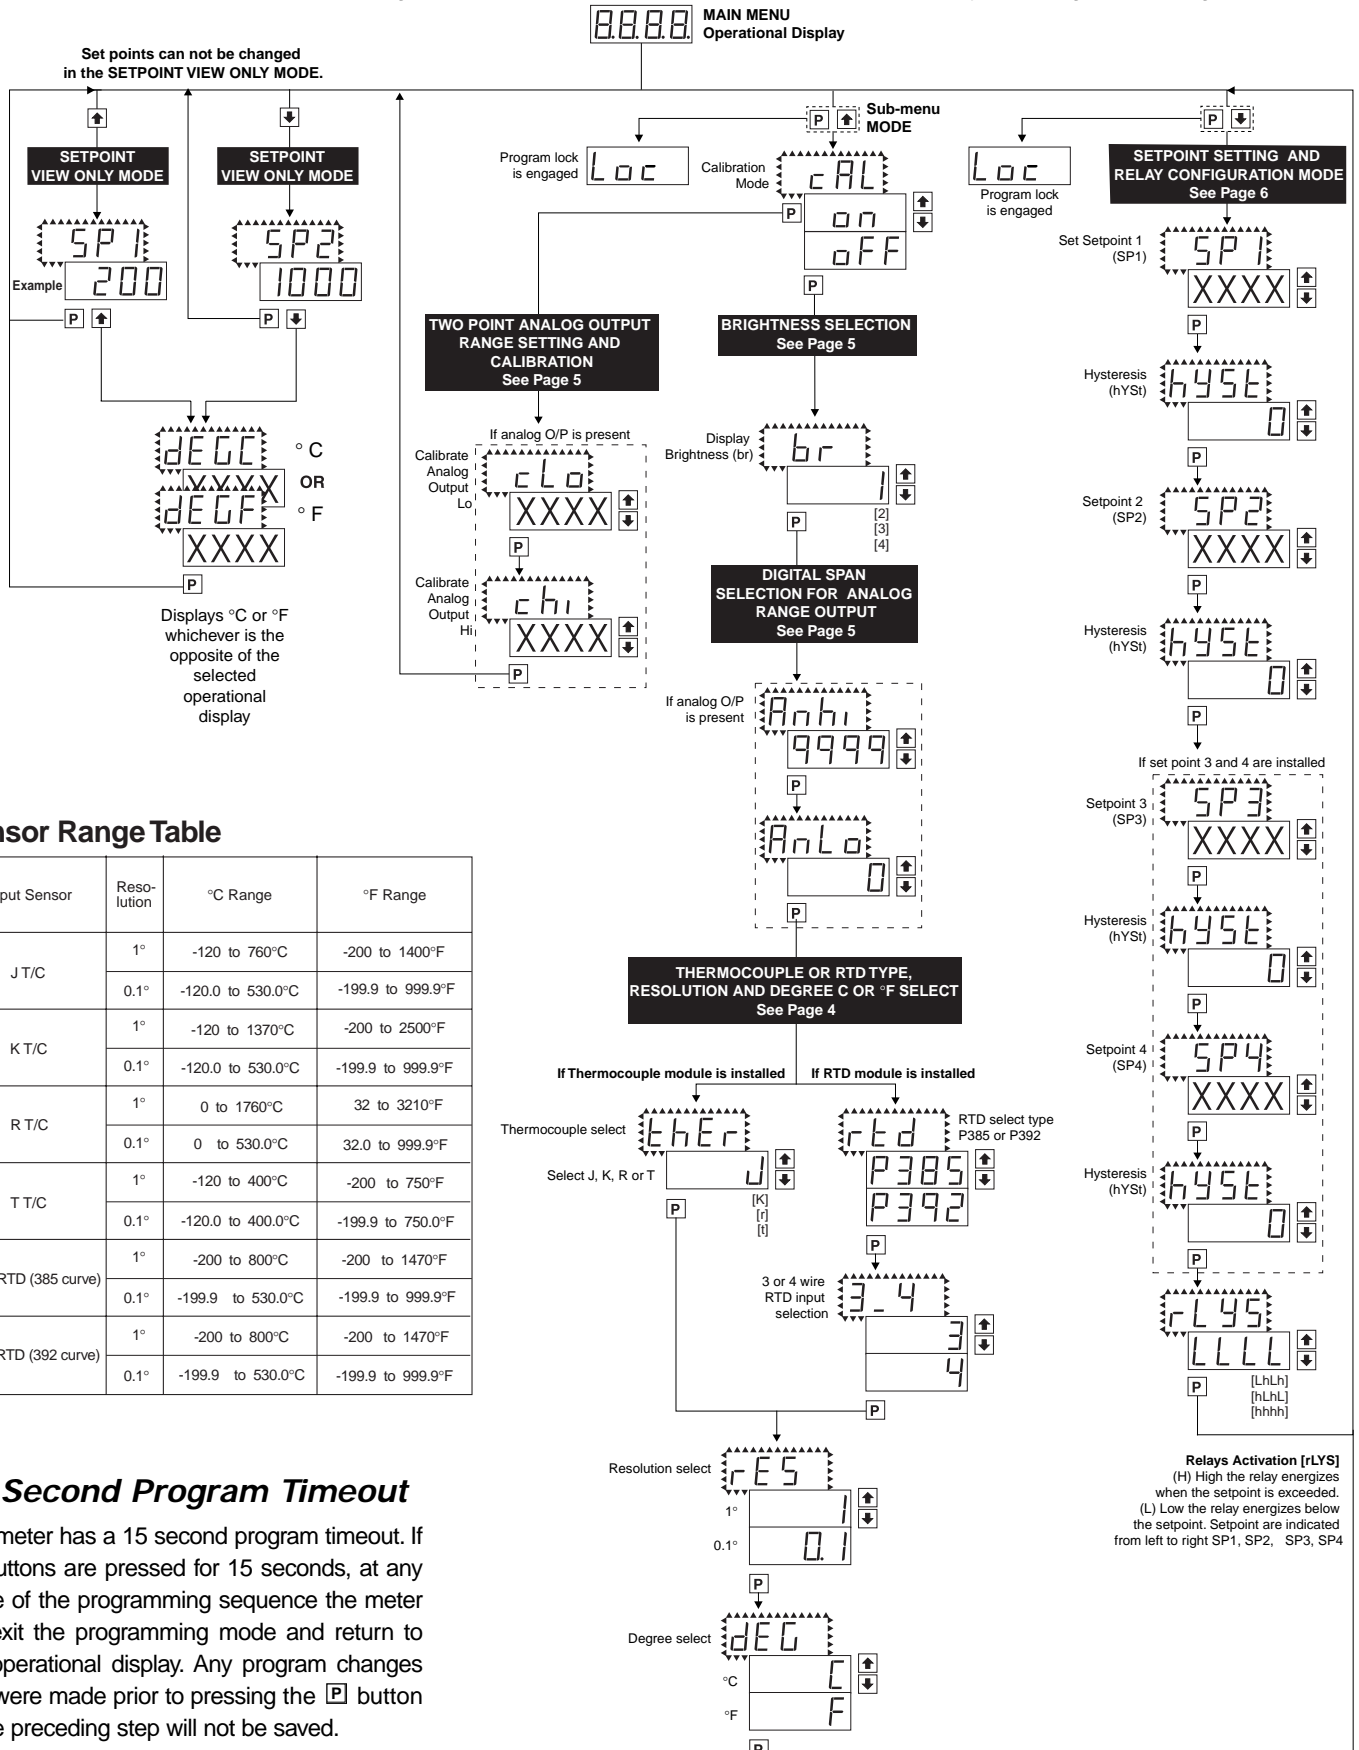 8.8.8.8.
MAIN MENU
Operational Display
Set points can not be changed
in the SETPOINT VIEW ONLY MODE.
SETPOINT
VIEW ONLY MODE
SP1
Example 200
P
SETPOINT
VIEW ONLY MODE
SP2
1000
P
dEGC
XXXX
° C
OR
dEGF
XXXX
° F
P
Displays °C or °F
whichever is the
opposite of the
selected
operational
display
P
Sub-menu
MODE
Program lock
is engaged
Loc
Calibration
Mode
cAL
on
oFF
P
P
TWO POINT ANALOG OUTPUT
RANGE SETTING AND
CALIBRATION
See Page 5
If analog O/P is present
Calibrate
Analog
Output
Lo
cLo
XXXX
P
Calibrate
Analog
Output
Hi
chi
XXXX
P
BRIGHTNESS SELECTION
See Page 5
Display
Brightness (br)
br
1
[2]
[3]
[4]
P
DIGITAL SPAN
SELECTION FOR ANALOG
RANGE OUTPUT
See Page 5
If analog O/P
is present
Anhi
9999
P
AnLo
0
P
THERMOCOUPLE OR RTD TYPE,
RESOLUTION AND DEGREE C OR °F SELECT
See Page 4
If Thermocouple module is installed
Thermocouple select
thEr
Select J, K, R or T
J
[K]
[r]
[t]
P
If RTD module is installed
rtd
RTD select type
P385 or P392
P385
P392
P
3 or 4 wire
RTD input
selection
3_4
3
4
P
Resolution select
rES
1° 1
0.1° 0.1
P
Degree select
dEG
°C C
°F F
P
P
Loc
Program lock
is engaged
SETPOINT SETTING AND
RELAY CONFIGURATION MODE
See Page 6
Set Setpoint 1
(SP1)
SP1
XXXX
P
Hysteresis
(hYSt)
hYSt
0
P
Setpoint 2
(SP2)
SP2
XXXX
P
Hysteresis
(hYSt)
hYSt
0
P
If set point 3 and 4 are installed
Setpoint 3
(SP3)
SP3
XXXX
P
Hysteresis
(hYSt)
hYSt
0
P
Setpoint 4
(SP4)
SP4
XXXX
P
Hysteresis
(hYSt)
hYSt
0
P
rLYS
LLLL
[LhLh]
[hLhL]
[hhhh]
P
Relays Activation [rLYS]
(H) High the relay energizes
when the setpoint is exceeded.
(L) Low the relay energizes below
the setpoint. Setpoint are indicated
from left to right SP1, SP2, SP3, SP4
nsor Range Table
put Sensor Reso-lution °C Range °F Range
J T/C 1° -120 to 760°C -200 to 1400°F
0.1° -120.0 to 530.0°C -199.9 to 999.9°F
K T/C 1° -120 to 1370°C -200 to 2500°F
0.1° -120.0 to 530.0°C -199.9 to 999.9°F
R T/C 1° 0 to 1760°C 32 to 3210°F
0.1° 0 to 530.0°C 32.0 to 999.9°F
T T/C 1° -120 to 400°C -200 to 750°F
0.1° -120.0 to 400.0°C -199.9 to 750.0°F
RTD (385 curve) 1° -200 to 800°C -200 to 1470°F
0.1° -199.9 to 530.0°C -199.9 to 999.9°F
RTD (392 curve) 1° -200 to 800°C -200 to 1470°F
0.1° -199.9 to 530.0°C -199.9 to 999.9°F
Second Program Timeout
meter has a 15 second program timeout. If
uttons are pressed for 15 seconds, at any
e of the programming sequence the meter
exit the programming mode and return to
operational display. Any program changes
were made prior to pressing the P button
e preceding step will not be saved.